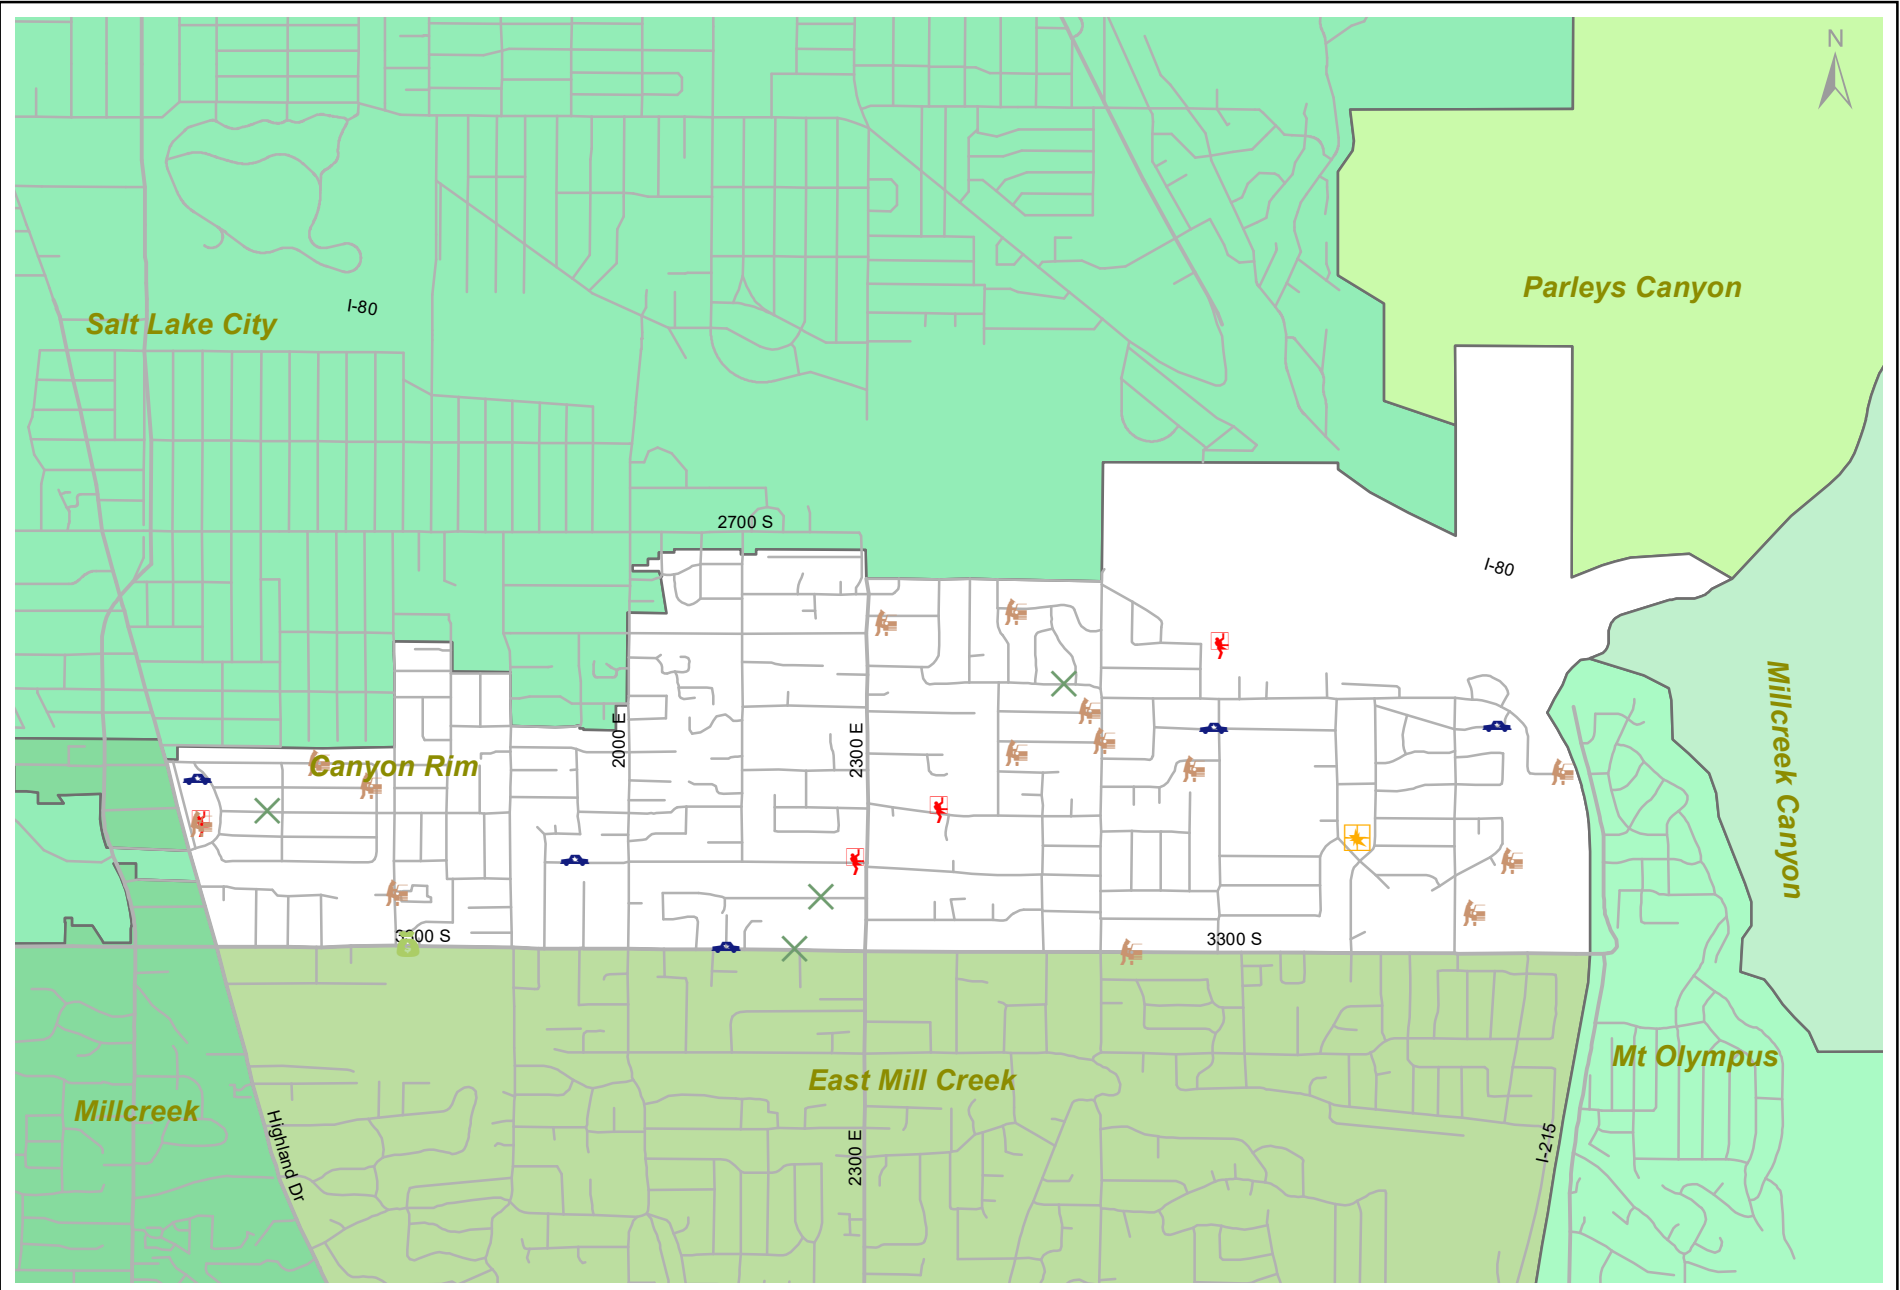 N
Parleys Canyon
I-80
Salt Lake City
2700 S
I-80
2000 E
2300 E
Canyon Rim
Millcreek Canyon
3300 S
3300 S
Mt Olympus
East Mill Creek
Millcreek
Highland Dr
2300 E
I-215